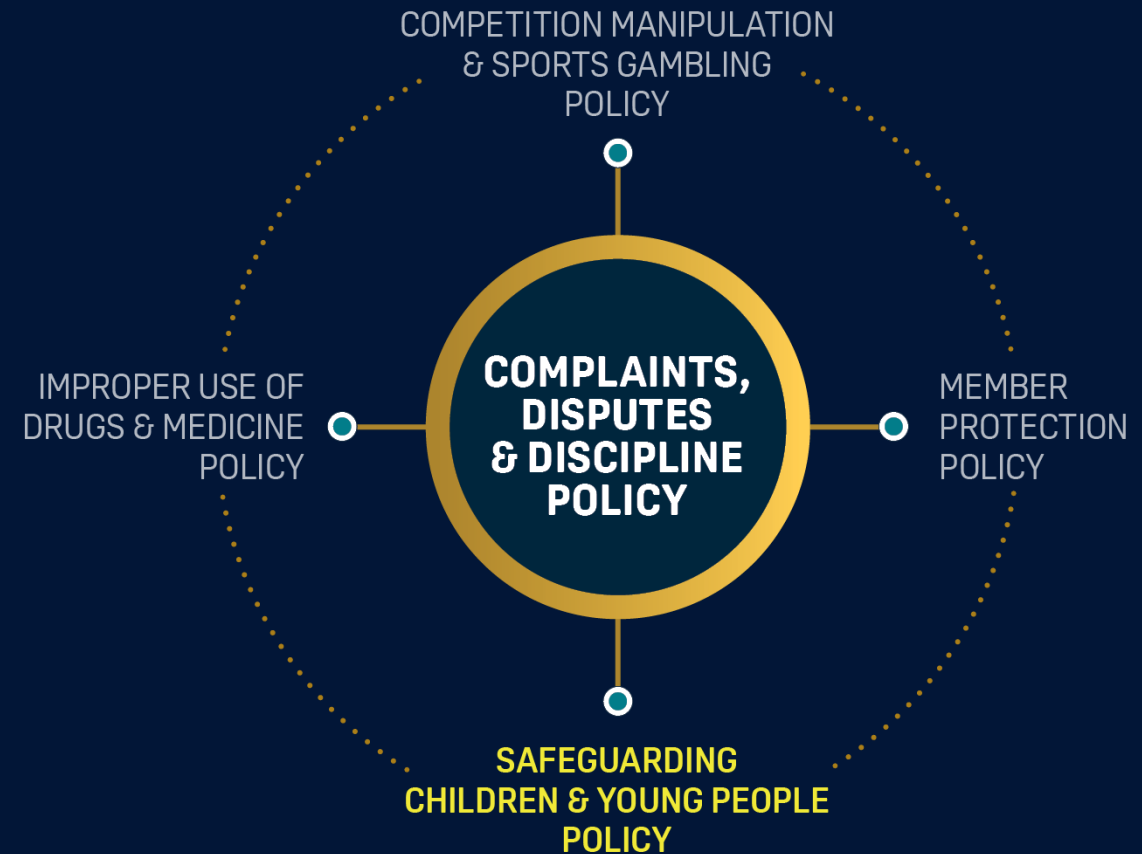 COMPETITION MANIPULATION
& SPORTS GAMBLING
POLICY
IMPROPER USE OF
DRUGS & MEDICINE
POLICY
COMPLAINTS,
DISPUTES
& DISCIPLINE
POLICY
MEMBER
PROTECTION
POLICY
SAFEGUARDING
CHILDREN & YOUNG PEOPLE
POLICY